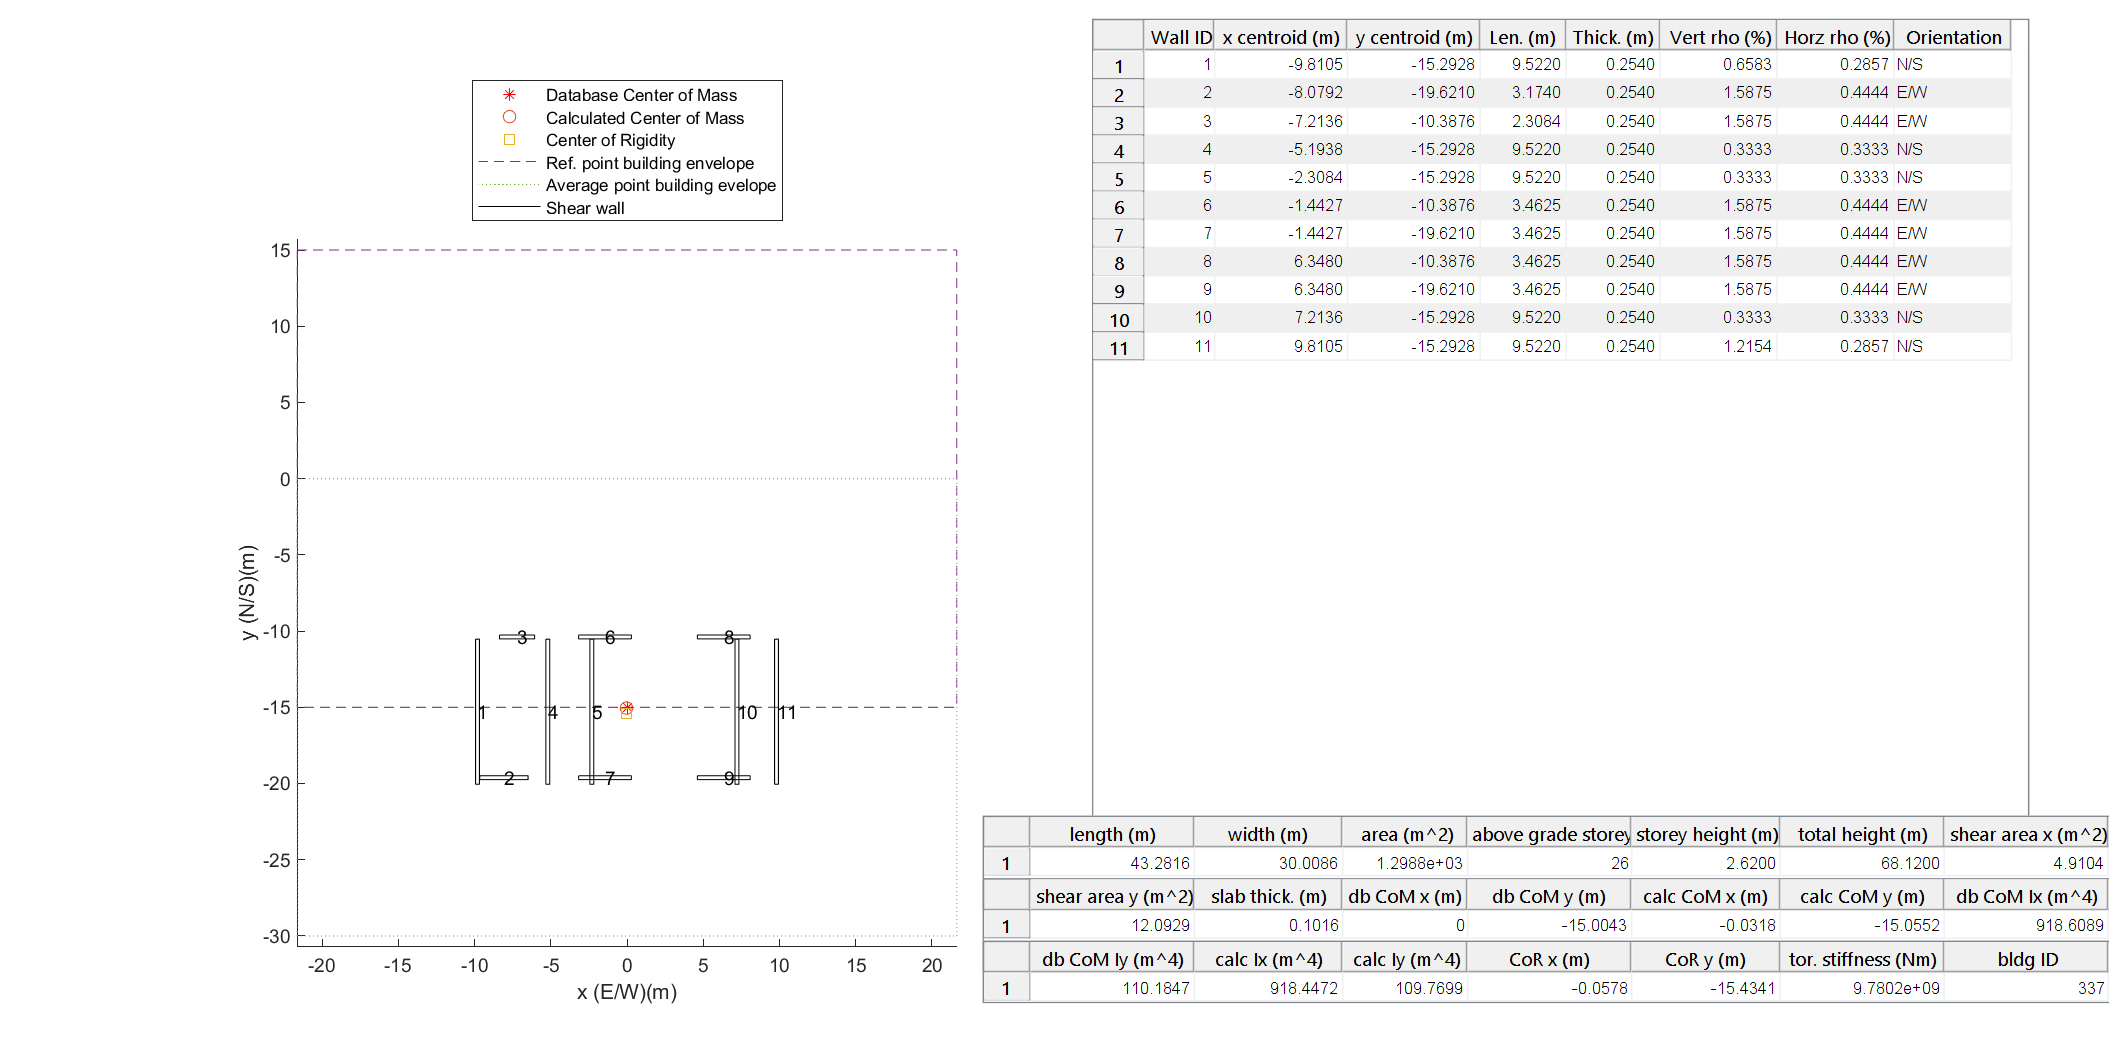 Database Center of Mass
Calculated Center of Mass
Center of Rigidity
Ref. point building envelope
Average point building evelope
Shear wall
15
10
5
0
-5
-10
-15
-20
-25
-30
y (N/S)(m)
3 6 8
1 4 5 10 11
2 7 9
-20 -15 -10 -5 0 5 10 15 20
x (E/W)(m)
Wall ID x centroid (m) y centroid (m) Len. (m) Thick. (m) Vert rho (%) Horz rho (%) Orientation
1 1 -9.8105 -15.2928 9.5220 0.2540 0.6583 0.2857 N/S
2 2 -8.0792 -19.6210 3.1740 0.2540 1.5875 0.4444 E/W
3 3 -7.2136 -10.3876 2.3084 0.2540 1.5875 0.4444 E/W
4 4 -5.1938 -15.2928 9.5220 0.2540 0.3333 0.3333 N/S
5 5 -2.3084 -15.2928 9.5220 0.2540 0.3333 0.3333 N/S
6 6 -1.4427 -10.3876 3.4625 0.2540 1.5875 0.4444 E/W
7 7 -1.4427 -19.6210 3.4625 0.2540 1.5875 0.4444 E/W
8 8 6.3480 -10.3876 3.4625 0.2540 1.5875 0.4444 E/W
9 9 6.3480 -19.6210 3.4625 0.2540 1.5875 0.4444 E/W
10 10 7.2136 -15.2928 9.5220 0.2540 0.3333 0.3333 N/S
11 11 9.8105 -15.2928 9.5220 0.2540 1.2154 0.2857 N/S
length (m) width (m) area (m^2) above grade storey storey height (m) total height (m) shear area x (m^2)
1 43.2816 30.0086 1.2988e+03 26 2.6200 68.1200 4.9104
shear area y (m^2) slab thick. (m) db CoM x (m) db CoM y (m) calc CoM x (m) calc CoM y (m) db CoM Ix (m^4)
1 12.0929 0.1016 0 -15.0043 -0.0318 -15.0552 918.6089
db CoM Iy (m^4) calc Ix (m^4) calc Iy (m^4) CoR x (m) CoR y (m) tor. stiffness (Nm) bldg ID
1 110.1847 918.4472 109.7699 -0.0578 -15.4341 9.7802e+09 337